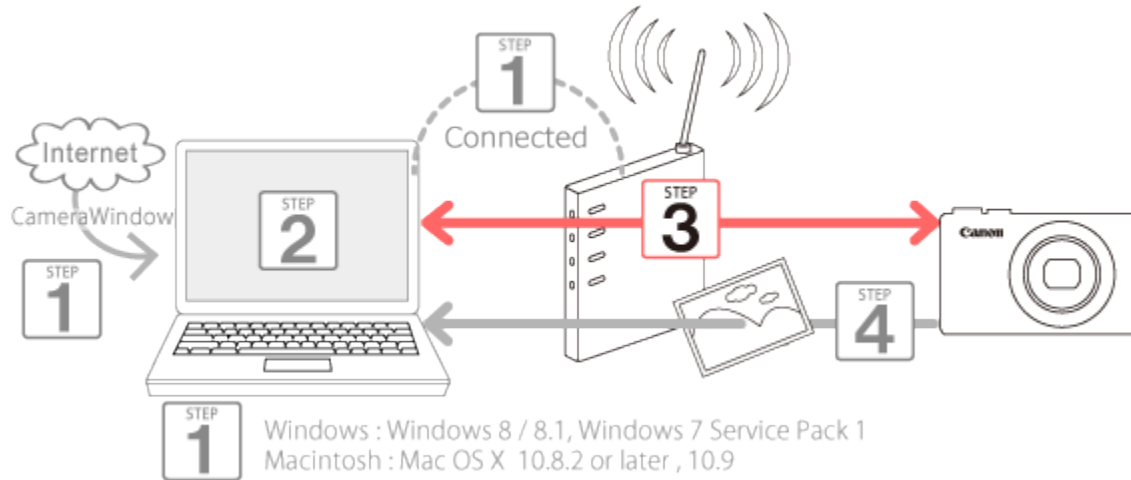 STEP
1
Connected
Internet
CameraWindow
STEP
1
STEP
2
STEP
3
Canon
STEP
4
STEP
1
Windows : Windows 8 / 8.1, Windows 7 Service Pack 1
Macintosh : Mac OS X 10.8.2 or later , 10.9